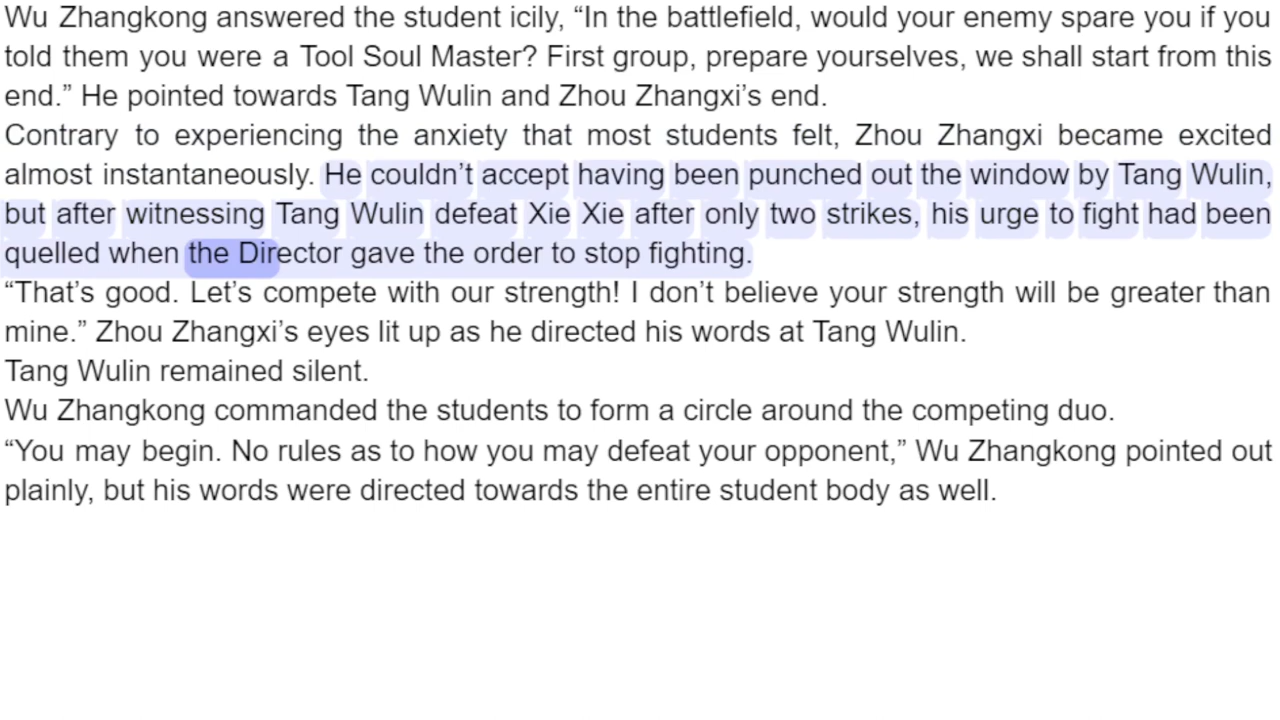 Wu Zhangkong answered the student icily, “In the battlefield, would your enemy spare you if you
told them you were a Tool Soul Master? First group, prepare yourselves, we shall start from this
end.” He pointed towards Tang Wulin and Zhou Zhangxi’s end.
Contrary to experiencing the anxiety that most students felt, Zhou Zhangxi became excited
almost instantaneously. He couldn’t accept having been punched out the window by Tang Wulin,
but after witnessing Tang Wulin defeat Xie Xie after only two strikes, his urge to fight had been
quelled when the Director gave the order to stop fighting.
“That’s good. Let’s compete with our strength! I don’t believe your strength will be greater than
mine.” Zhou Zhangxi’s eyes lit up as he directed his words at Tang Wulin.
Tang Wulin remained silent.
Wu Zhangkong commanded the students to form a circle around the competing duo.
“You may begin. No rules as to how you may defeat your opponent,” Wu Zhangkong pointed out
plainly, but his words were directed towards the entire student body as well.